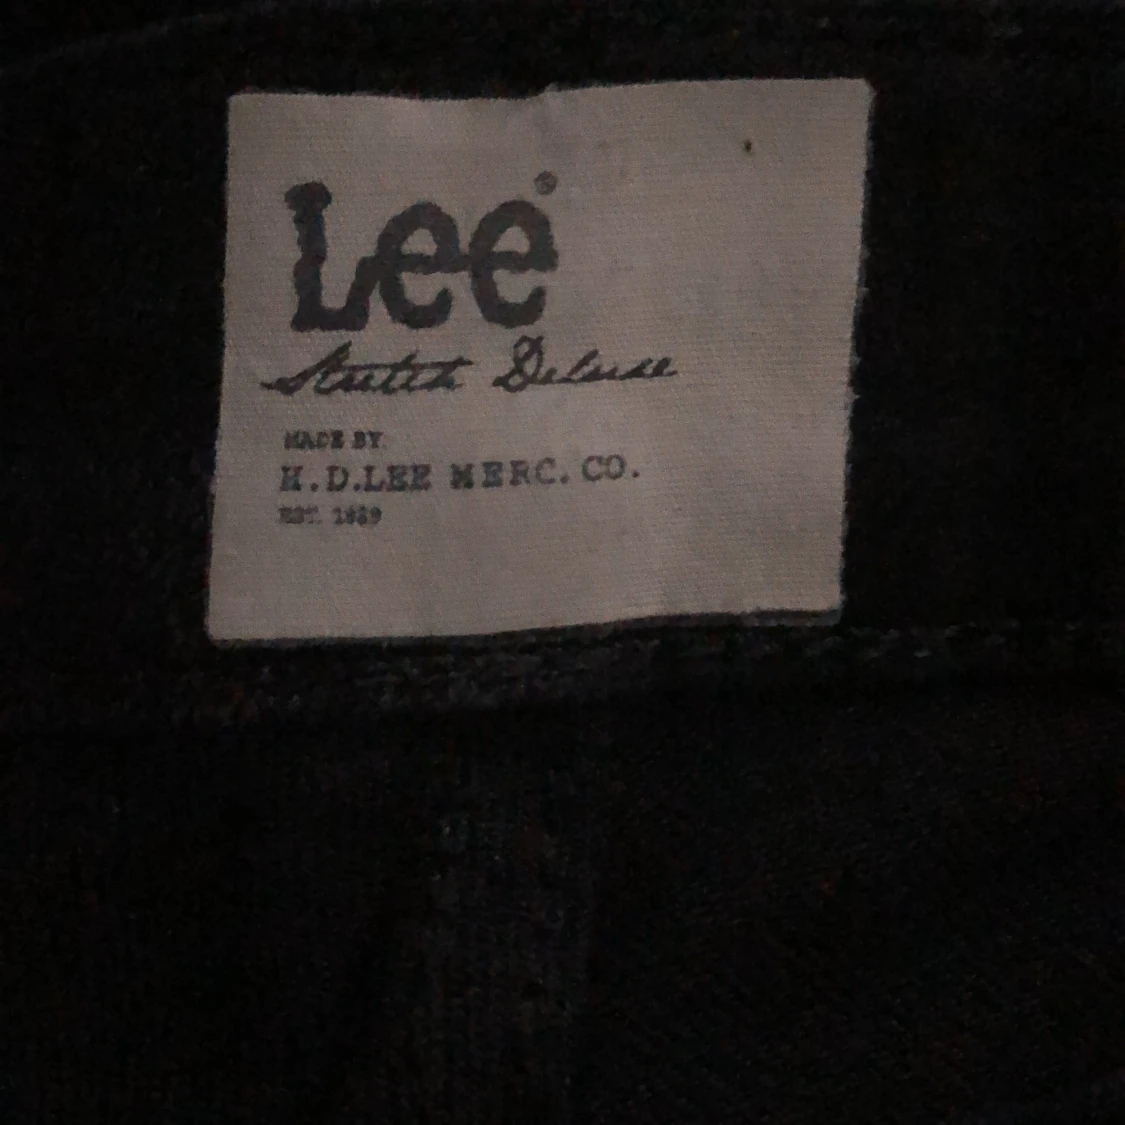 Lee®
Stretch Deluxe
MADE BY
H.D.LEE MERC. CO.
EST. 1889